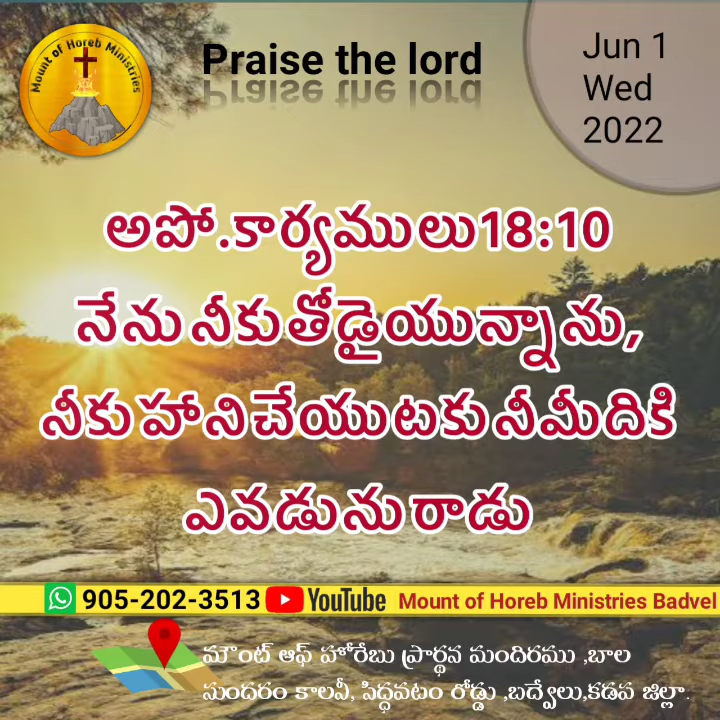 Mount of Horeb Ministries
Praise the lord
Jun 1
Wed
2022
అపో.కార్యములు18:10
నేను నీకు తోడైయున్నాను,
నీకు హానిచేయుటకు నీమీదికి
ఎవడును రాడు
905-202-3513 YouTube Mount of Horeb Ministries Badvel
మౌంట్ ఆఫ్ హోరేబు ప్రార్థన మందిరము ,బాల
సుందరం కాలనీ, సిద్దవటం రోడ్డు ,బద్వేలు,కడప జిల్లా.